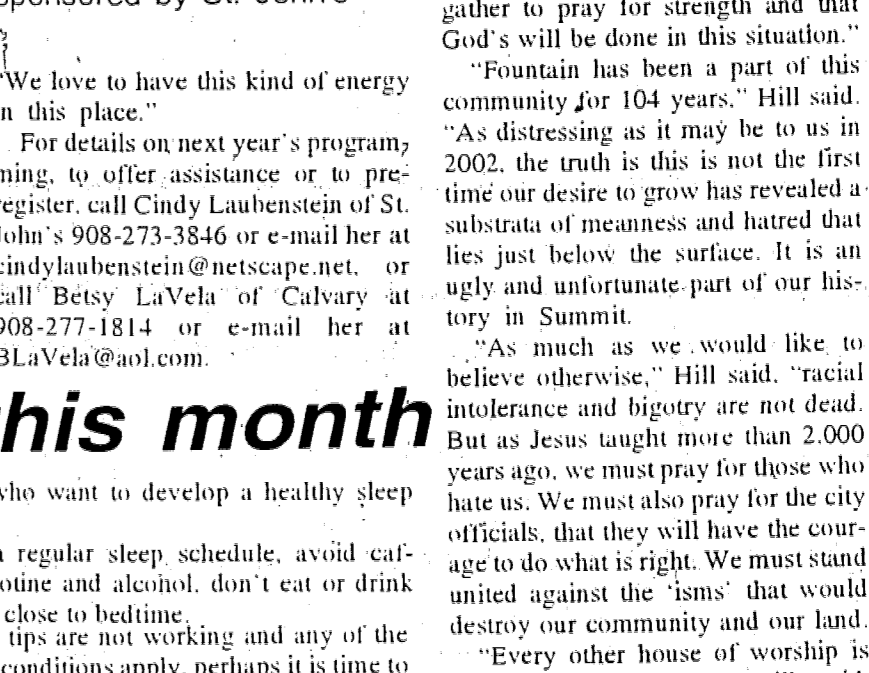 sponsored by St. John's
"We love to have this kind of energy
in this place."
For details on next year's program,
ming, to offer assistance or to pre-
register, call Cindy Laubenstein of St.
John's 908-273-3846 or e-mail her at
cindylaubenstein@netscape.net, or
call Betsy LaVela of Calvary at
908-277-1814 or e-mail her at
BLaVela@aol.com.
this month
who want to develop a healthy sleep
a regular sleep schedule, avoid caf-
otine and alcohol, don't eat or drink
close to bedtime.
tips are not working and any of the
conditions apply, perhaps it is time to
gather to pray for strength and that
God's will be done in this situation."
"Fountain has been a part of this
community for 104 years," Hill said.
"As distressing as it may be to us in
2002, the truth is this is not the first
time our desire to grow has revealed a
substrata of meanness and hatred that
lies just below the surface. It is an
ugly and unfortunate part of our his-
tory in Summit.
"As much as we would like to
believe otherwise," Hill said, "racial
intolerance and bigotry are not dead.
But as Jesus taught more than 2,000
years ago, we must pray for those who
hate us. We must also pray for the city
officials, that they will have the cour-
age to do what is right. We must stand
united against the 'isms' that would
destroy our community and our land.
"Every other house of worship is